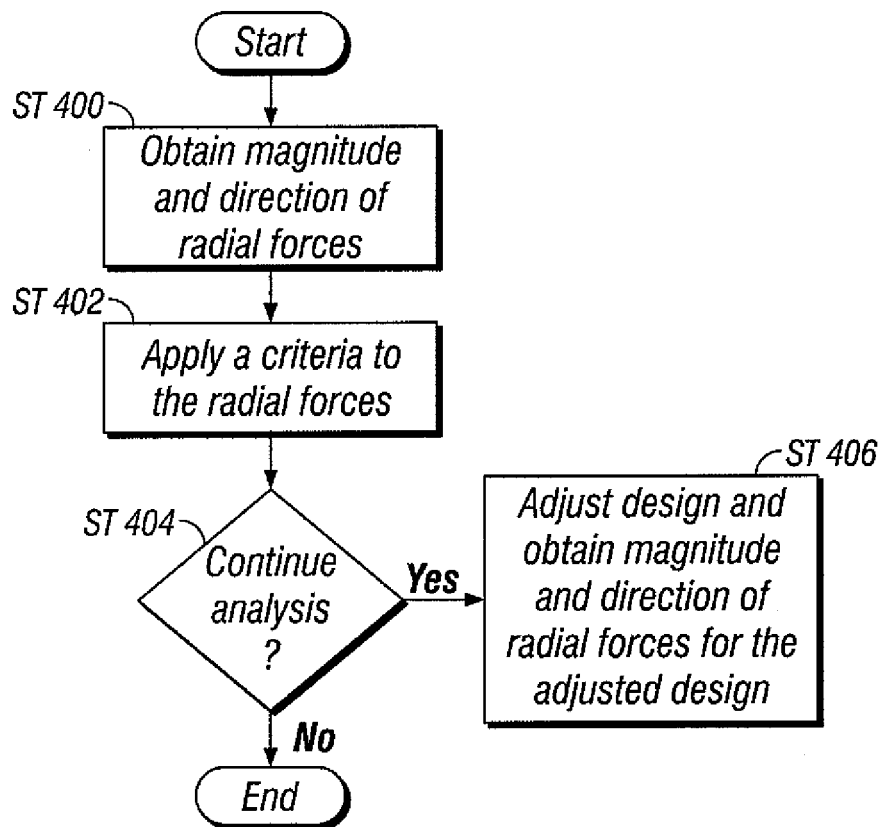 Start
ST 400
Obtain magnitude
and direction of
radial forces
ST 402
Apply a criteria to
the radial forces
ST 404
Continue
analysis
?
Yes
ST 406
Adjust design and
obtain magnitude
and direction of
radial forces for the
adjusted design
No
End